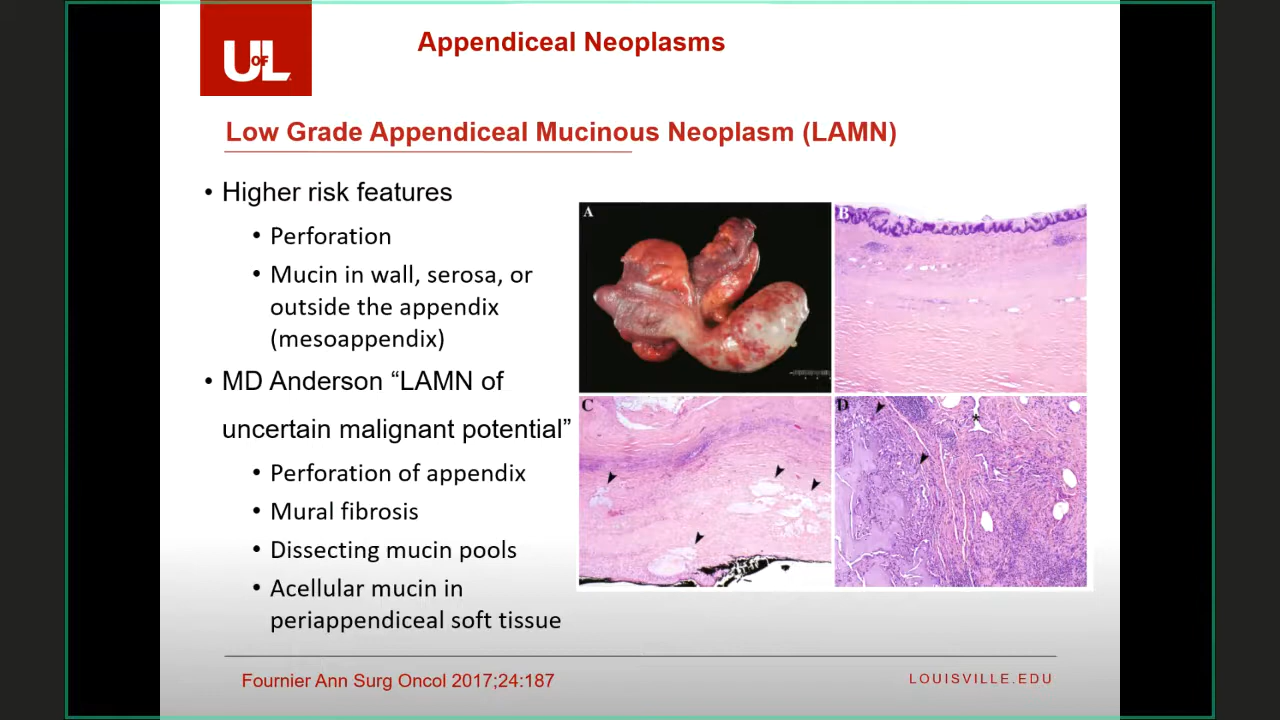 UOFL
Appendiceal Neoplasms
Low Grade Appendiceal Mucinous Neoplasm (LAMN)
• Higher risk features
• Perforation
• Mucin in wall, serosa, or
outside the appendix
(mesoappendix)
• MD Anderson “LAMN of
uncertain malignant potential”
• Perforation of appendix
• Mural fibrosis
• Dissecting mucin pools
• Acellular mucin in
periappendiceal soft tissue
A
B
C
D
*
Fournier Ann Surg Oncol 2017;24:187
LOUISVILLE.EDU